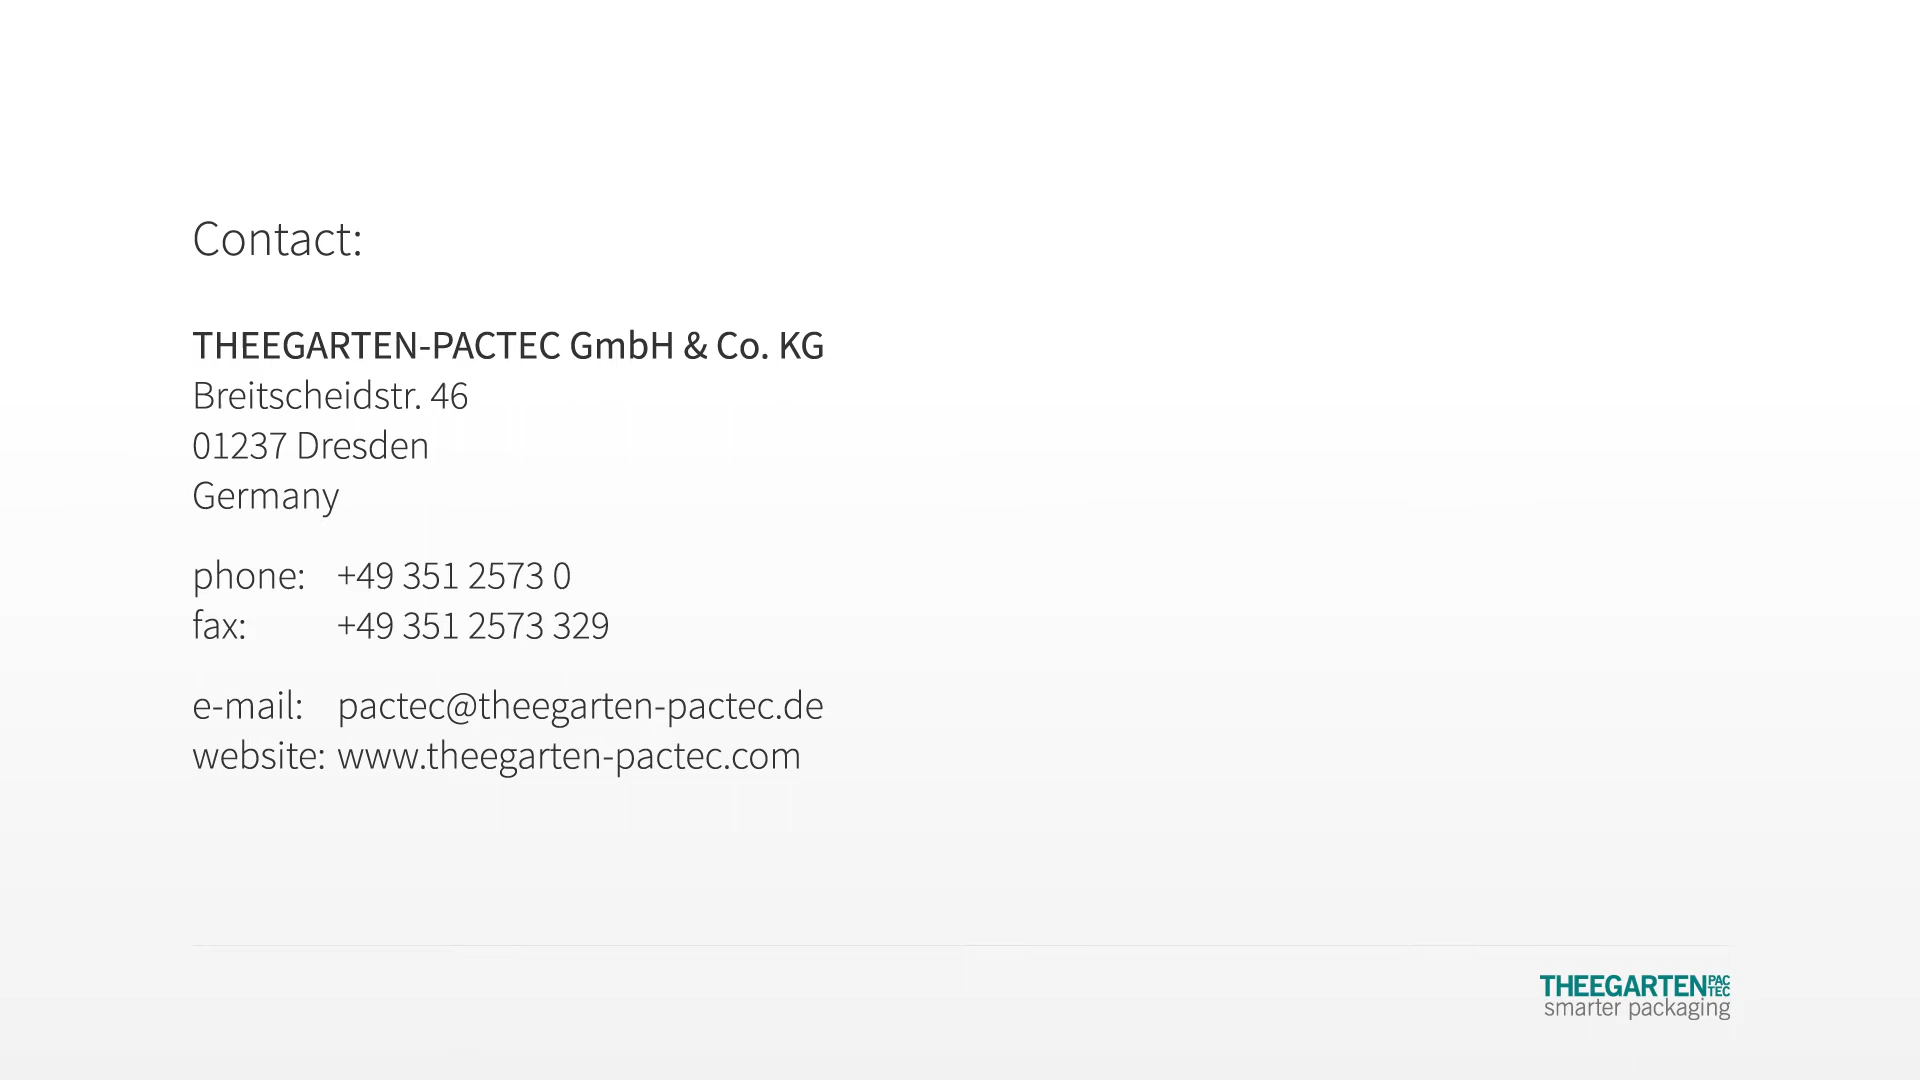 Contact:
THEEGARTEN-PACTEC GmbH & Co. KG
Breitscheidstr. 46
01237 Dresden
Germany
phone: +49 351 2573 0
fax: +49 351 2573 329
e-mail: pactec@theegarten-pactec.de
website: www.theegarten-pactec.com
THEEGARTEN PAC TEC
smarter packaging